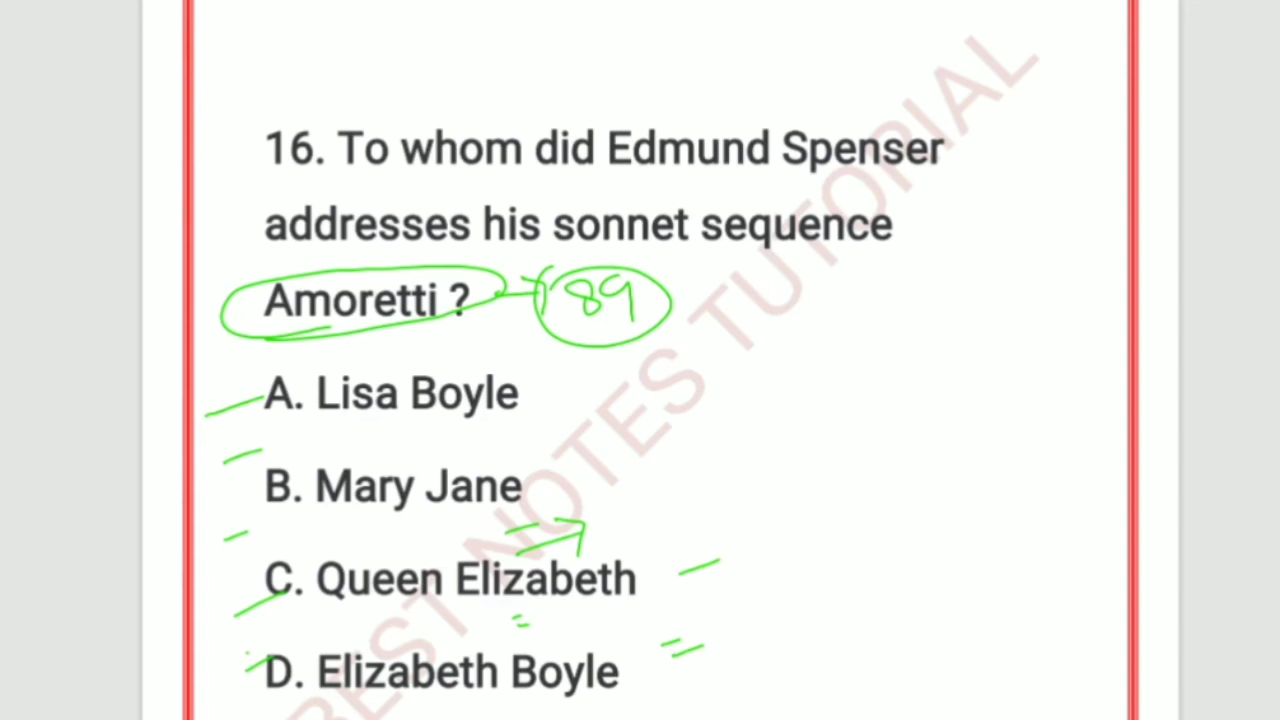 16. To whom did Edmund Spenser
addresses his sonnet sequence
Amoretti ? 89
A. Lisa Boyle
B. Mary Jane
C. Queen Elizabeth
D. Elizabeth Boyle
BEST NOTES TUTORIAL